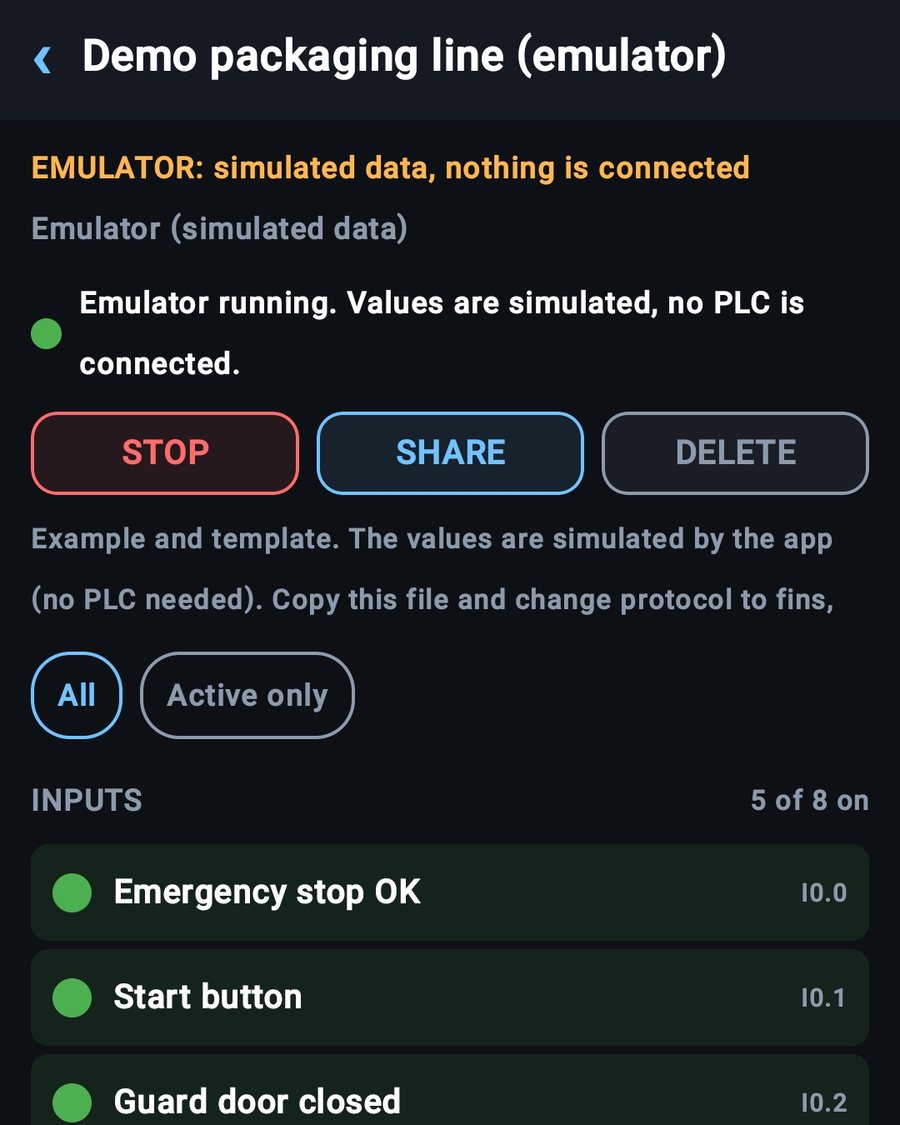 ‹ Demo packaging line (emulator)
EMULATOR: simulated data, nothing is connected
Emulator (simulated data)
Emulator running. Values are simulated, no PLC is
connected.
STOP SHARE DELETE
Example and template. The values are simulated by the app
(no PLC needed). Copy this file and change protocol to fins,
All Active only
INPUTS 5 of 8 on
Emergency stop OK I0.0
Start button I0.1
Guard door closed I0.2